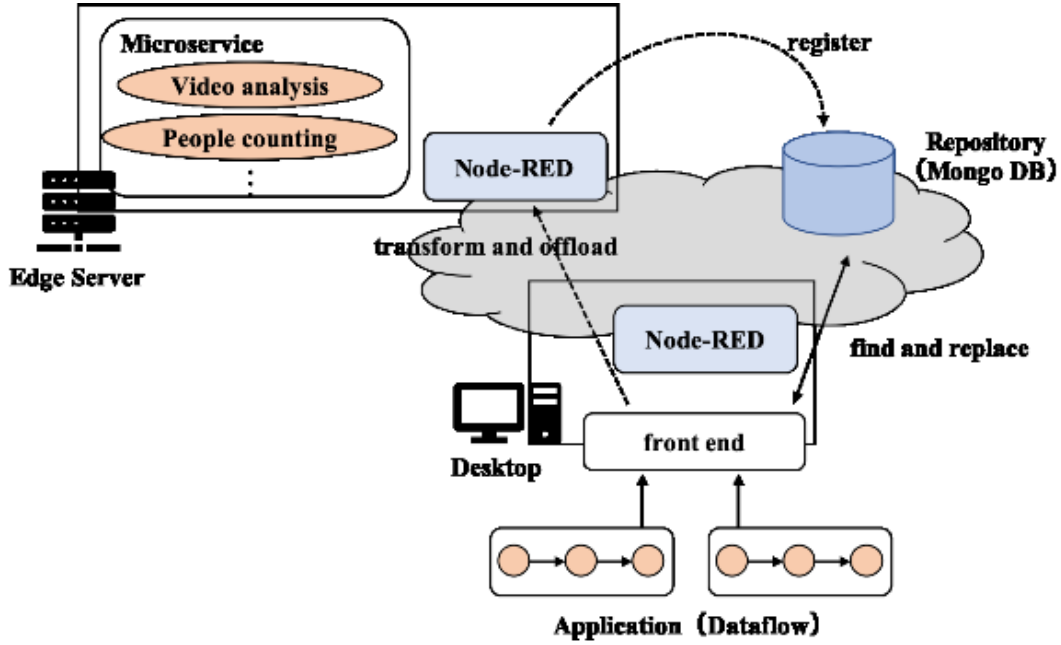 Microservice
Video analysis
People counting
register
Node-RED
Repository
(Mongo DB)
transform and offload
Edge Server
Node-RED
find and replace
front end
Desktop
Application (Dataflow)